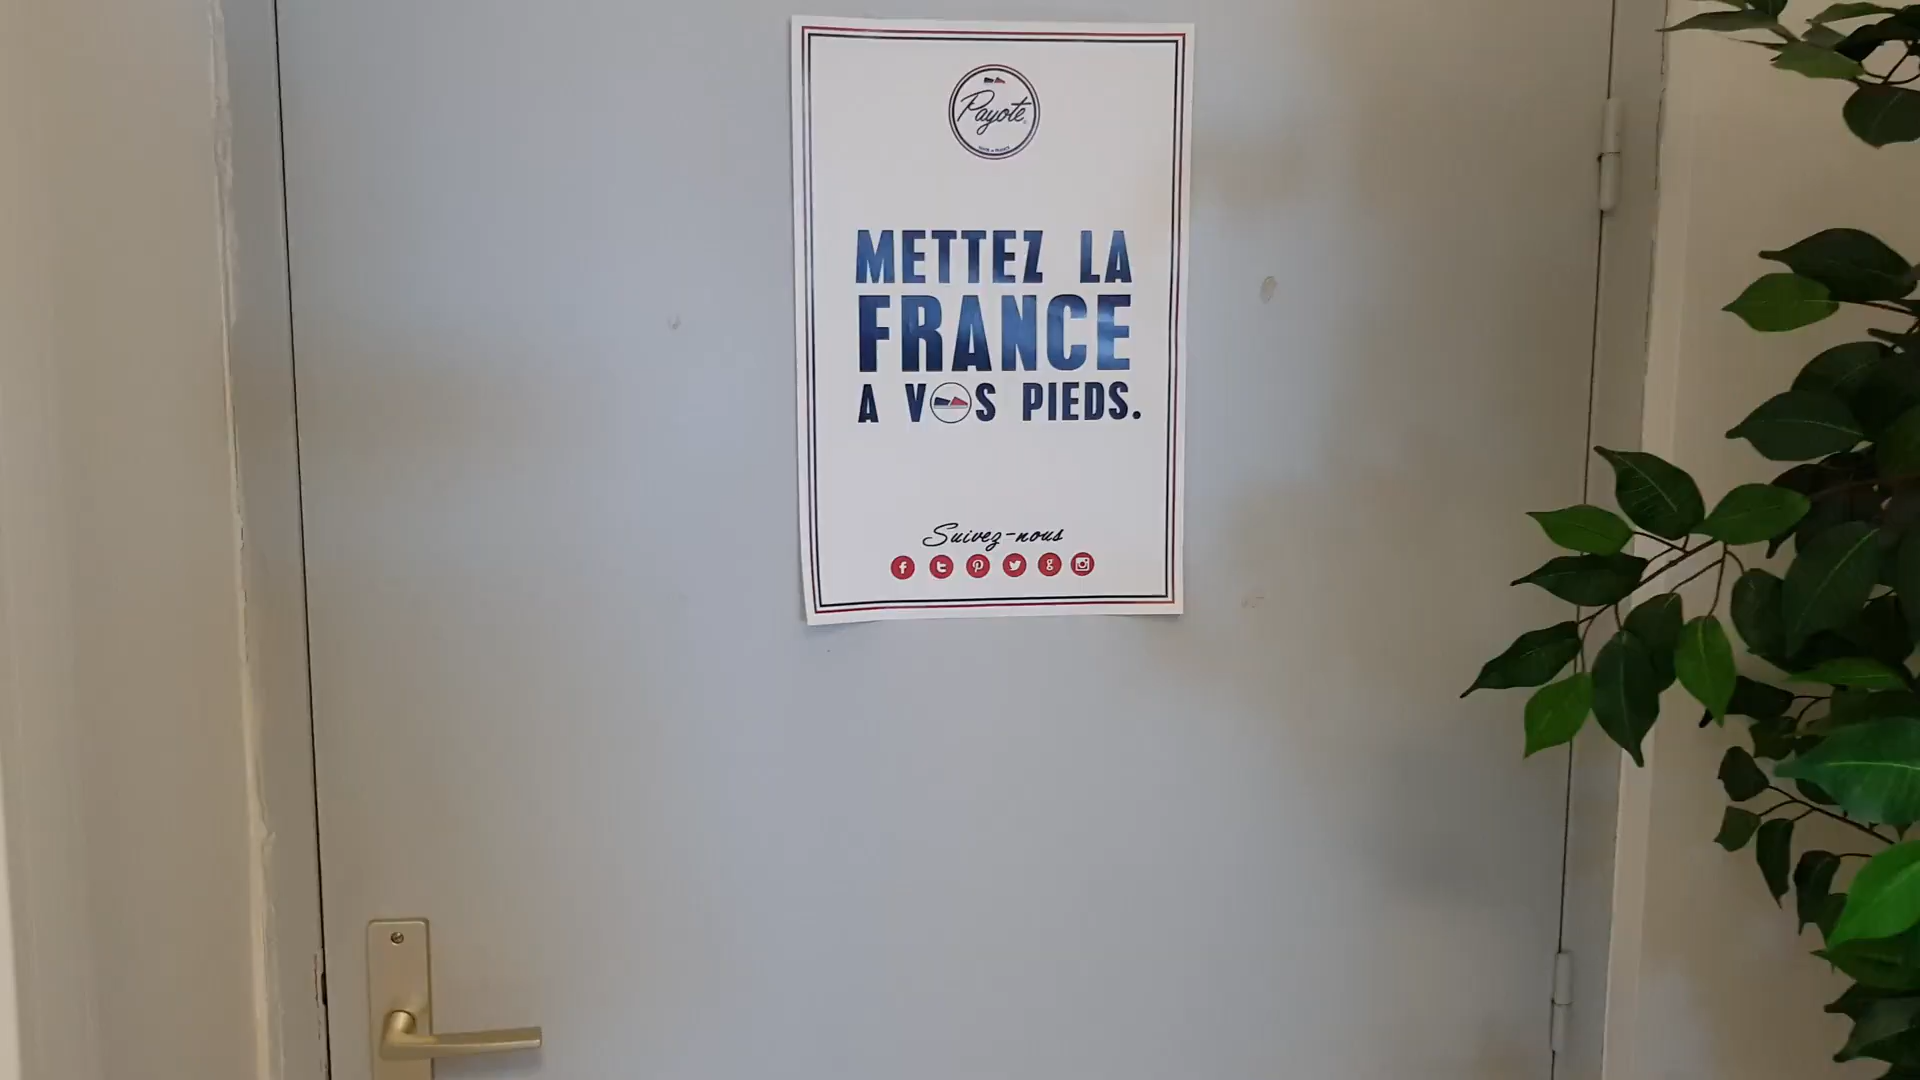 Payote
METTEZ LA
FRANCE
A VOS PIEDS.
Suivez-nous